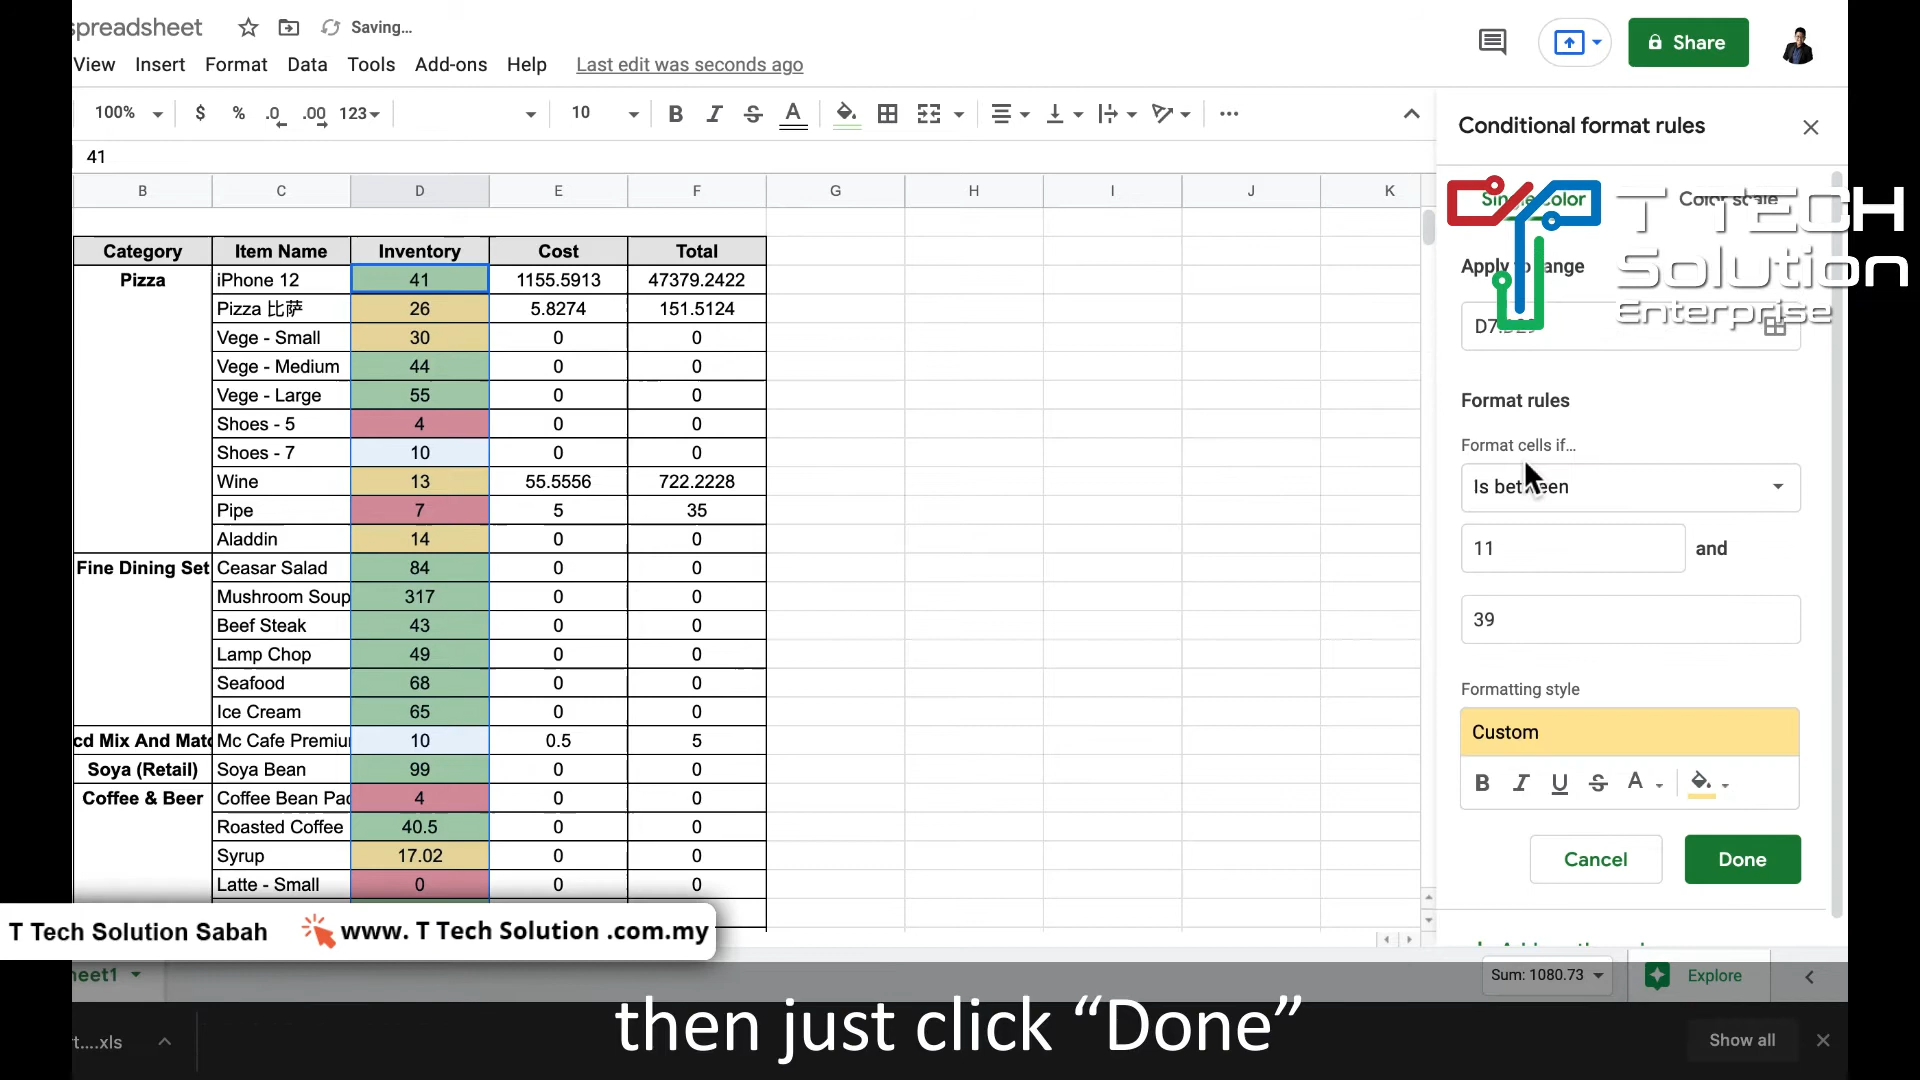 spreadsheet Saving...
View Insert Format Data Tools Add-ons Help Last edit was seconds ago
Share
100% $ % .0 .00 123 10 B I S A ...
Conditional format rules
41
B C D E F G H I J K
Single color Color scale
T TECH
Solution
Enterprise
Apply to range
Category Item Name Inventory Cost Total
Pizza iPhone 12 41 1155.5913 47379.2422
Pizza 比萨 26 5.8274 151.5124
Vege - Small 30 0 0
Vege - Medium 44 0 0
Vege - Large 55 0 0
Shoes - 5 4 0 0
Shoes - 7 10 0 0
Wine 13 55.5556 722.2228
Pipe 7 5 35
Aladdin 14 0 0
Fine Dining Set Ceasar Salad 84 0 0
Mushroom Soup 317 0 0
Beef Steak 43 0 0
Lamp Chop 49 0 0
Seafood 68 0 0
Ice Cream 65 0 0
cd Mix And Matc Mc Cafe Premiu 10 0.5 5
Soya (Retail) Soya Bean 99 0 0
Coffee & Beer Coffee Bean Pac 4 0 0
Roasted Coffee 40.5 0 0
Syrup 17.02 0 0
Latte - Small 0 0 0
Format rules
Format cells if...
Is between
11 and
39
Formatting style
Custom
B I U S A
Cancel Done
T Tech Solution Sabah www. T Tech Solution .com.my
heet1 Sum: 1080.73 Explore
then just click “Done”
t....xls Show all